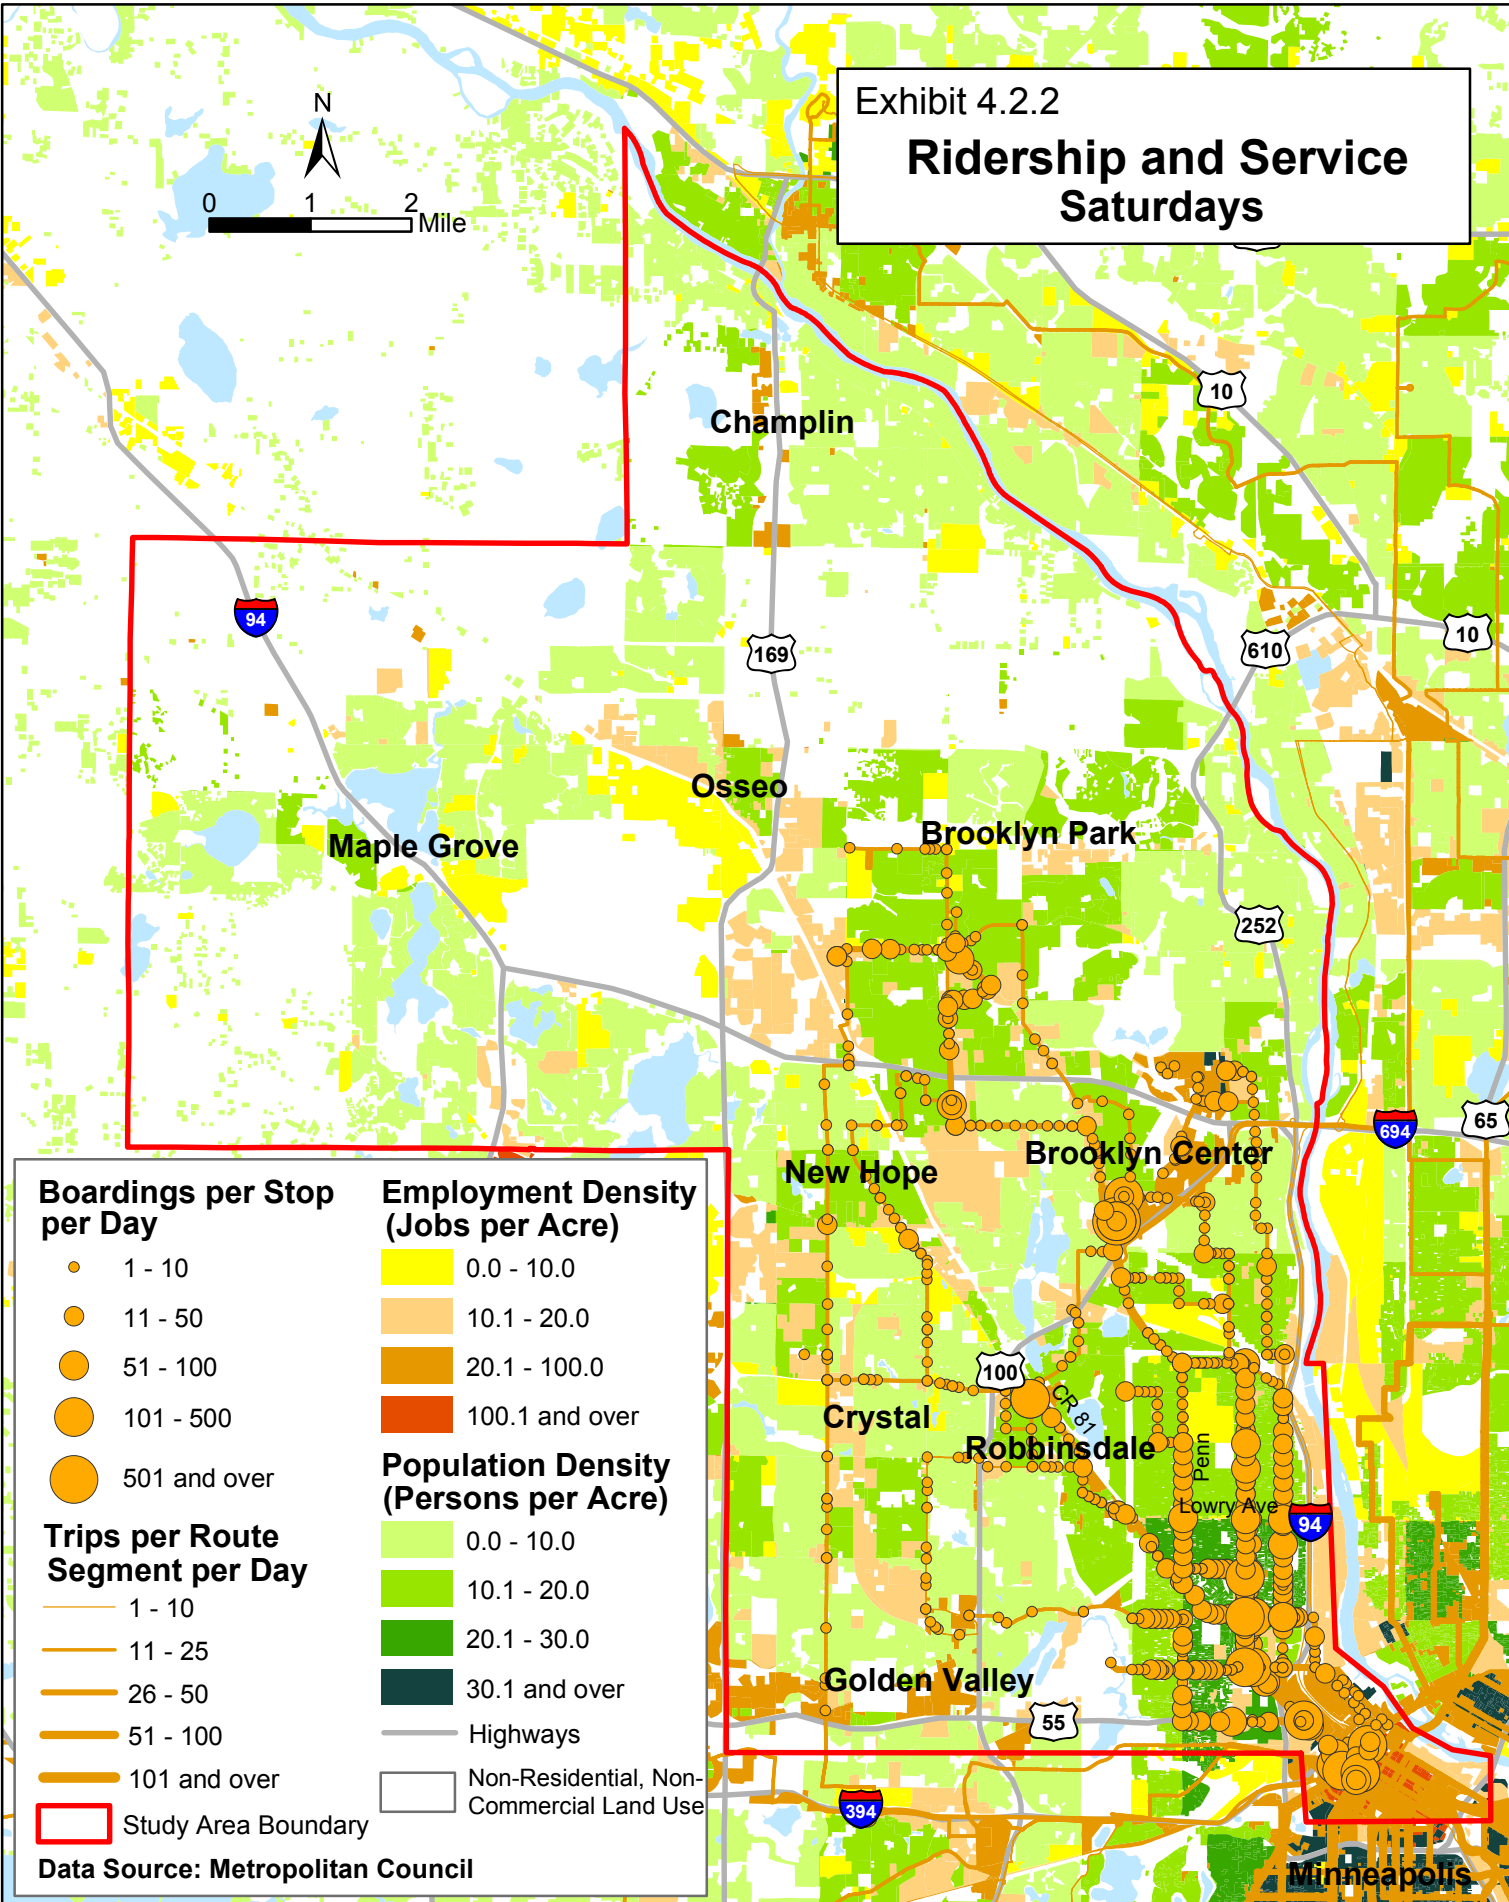 Exhibit 4.2.2
Ridership and Service
Saturdays
N
0 1 2
Mile
10
Champlin
94
169
610
10
Osseo
Brooklyn Park
Maple Grove
252
694
65
Brooklyn Center
New Hope
100
CR 81
Crystal
Robbinsdale
Penn
Lowry Ave
94
Golden Valley
55
394
Minneapolis
Boardings per Stop
per Day
1 - 10
11 - 50
51 - 100
101 - 500
501 and over
Trips per Route
Segment per Day
1 - 10
11 - 25
26 - 50
51 - 100
101 and over
Study Area Boundary
Employment Density
(Jobs per Acre)
0.0 - 10.0
10.1 - 20.0
20.1 - 100.0
100.1 and over
Population Density
(Persons per Acre)
0.0 - 10.0
10.1 - 20.0
20.1 - 30.0
30.1 and over
Highways
Non-Residential, Non-
Commercial Land Use
Data Source: Metropolitan Council